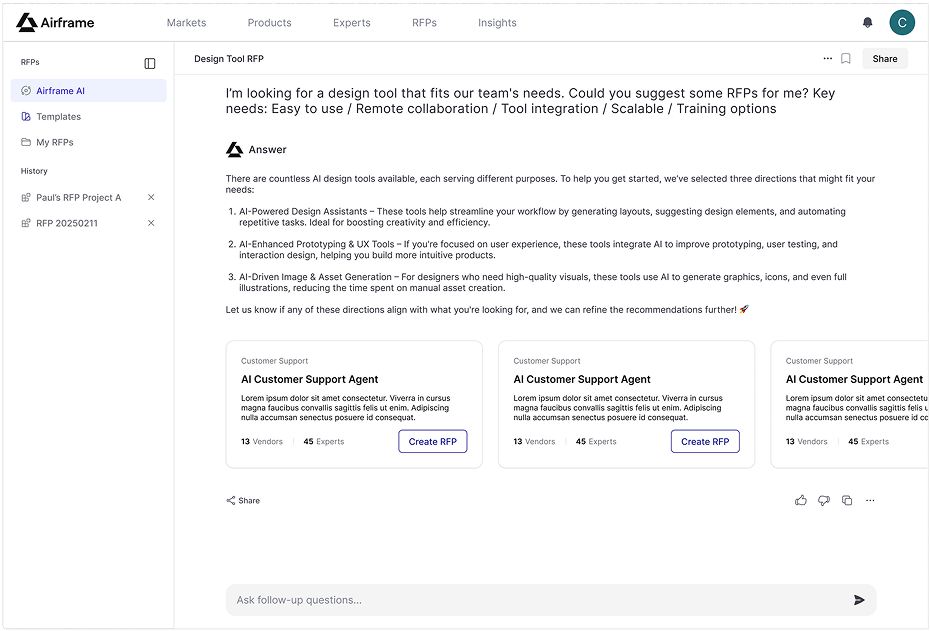 Airframe
Markets
Products
Experts
RFPs
Insights
C
RFPs
Airframe AI
Templates
My RFPs
History
Paul's RFP Project A
RFP 20250211
Design Tool RFP
Share
I'm looking for a design tool that fits our team's needs. Could you suggest some RFPs for me? Key
needs: Easy to use / Remote collaboration / Tool integration / Scalable / Training options
Answer
There are countless AI design tools available, each serving different purposes. To help you get started, we've selected three directions that might fit your
needs:
1. AI-Powered Design Assistants – These tools help streamline your workflow by generating layouts, suggesting design elements, and automating
repetitive tasks. Ideal for boosting creativity and efficiency.
2. AI-Enhanced Prototyping & UX Tools – If you're focused on user experience, these tools integrate AI to improve prototyping, user testing, and
interaction design, helping you build more intuitive products.
3. AI-Driven Image & Asset Generation – For designers who need high-quality visuals, these tools use AI to generate graphics, icons, and even full
illustrations, reducing the time spent on manual asset creation.
Let us know if any of these directions align with what you're looking for, and we can refine the recommendations further! 🚀
Customer Support
AI Customer Support Agent
Lorem ipsum dolor sit amet consectetur. Viverra in cursus
magna faucibus convallis sagittis felis ut enim. Adipiscing
nulla accumsan senectus posuere id consequat.
13 Vendors
45 Experts
Create RFP
Customer Support
AI Customer Support Agent
Lorem ipsum dolor sit amet consectetur. Viverra in cursus
magna faucibus convallis sagittis felis ut enim. Adipiscing
nulla accumsan senectus posuere id consequat.
13 Vendors
45 Experts
Create RFP
Customer Support
AI Customer Support Agent
Lorem ipsum dolor sit amet consectetu
magna faucibus convallis sagittis felis u
nulla accumsan senectus posuere id co
13 Vendors
45 Experts
Share
Ask follow-up questions...